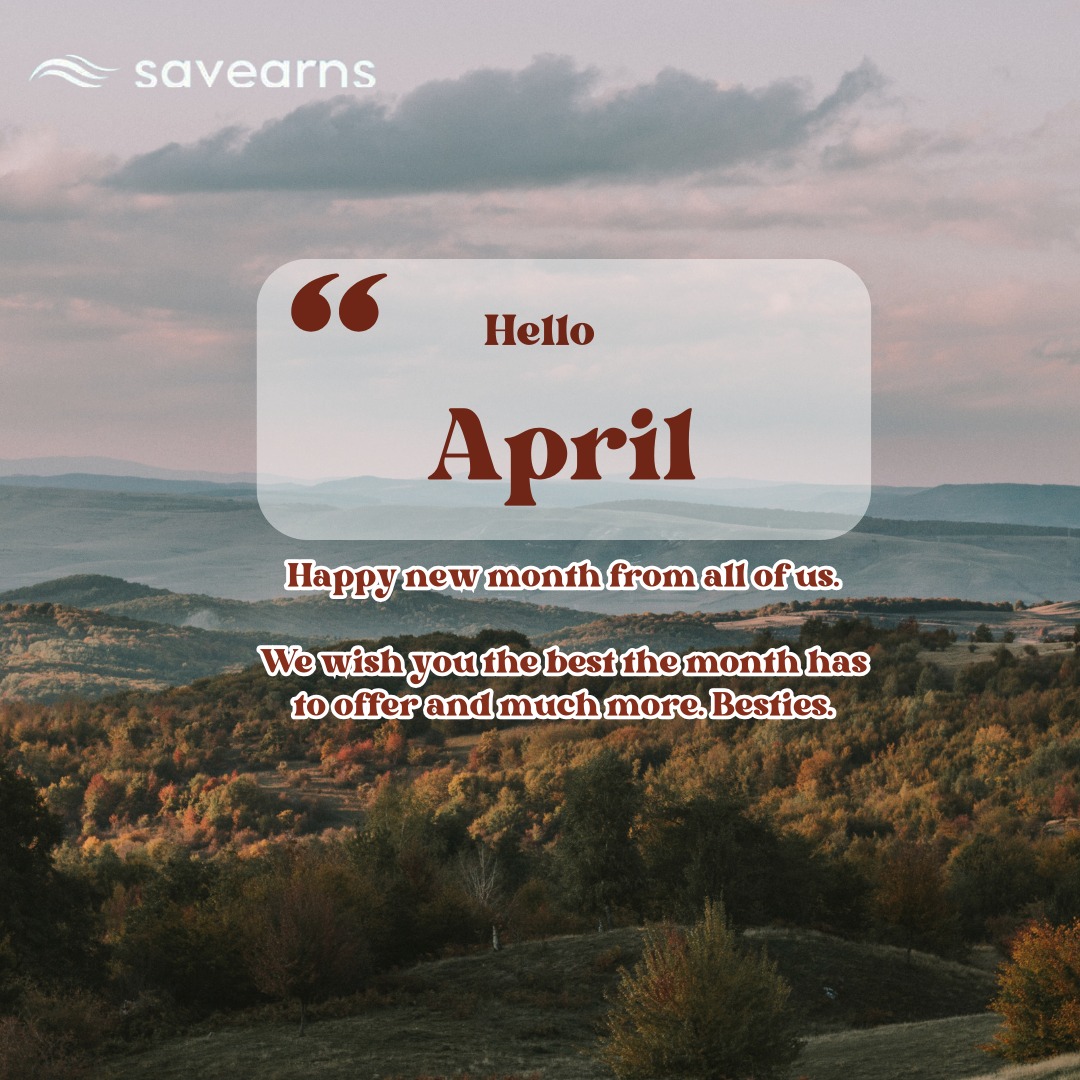 savearns
“
Hello
April
Happy new month from all of us.
We wish you the best the month has
to offer and much more. Besties.